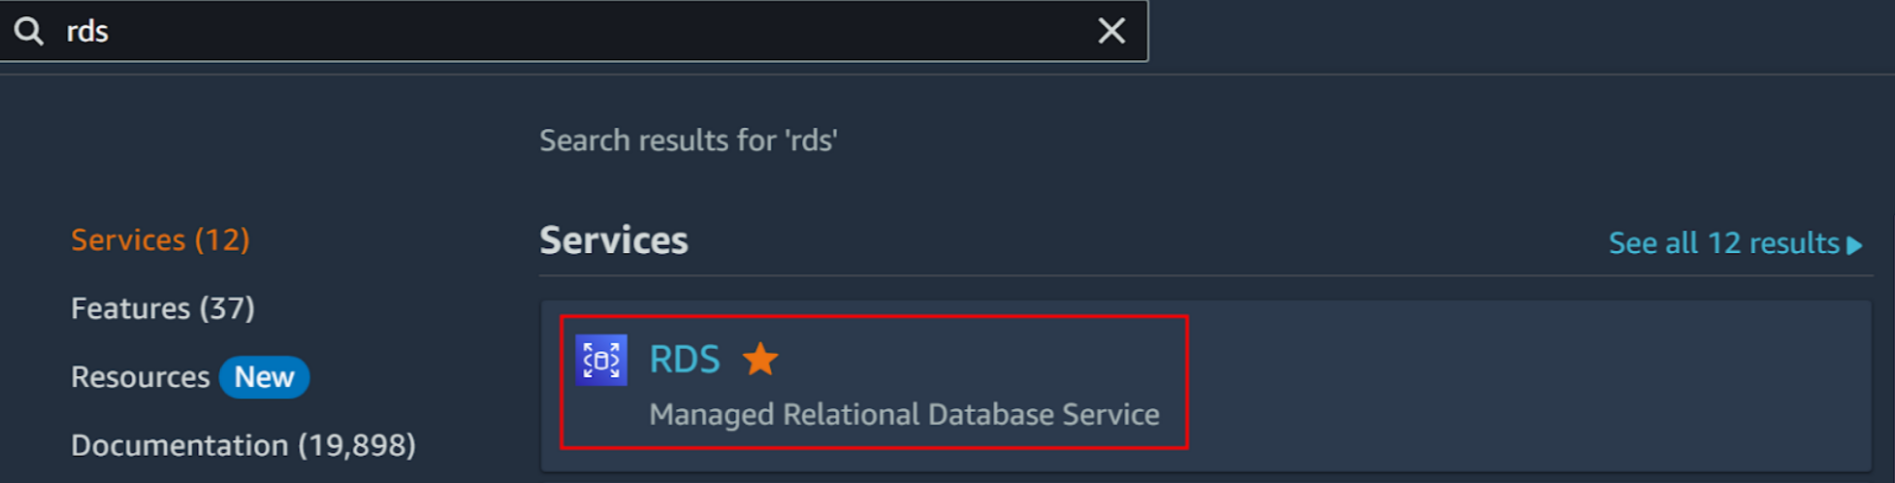 rds
Search results for 'rds'
Services (12)
Features (37)
Resources New
Documentation (19,898)
Services
See all 12 results
RDS
Managed Relational Database Service